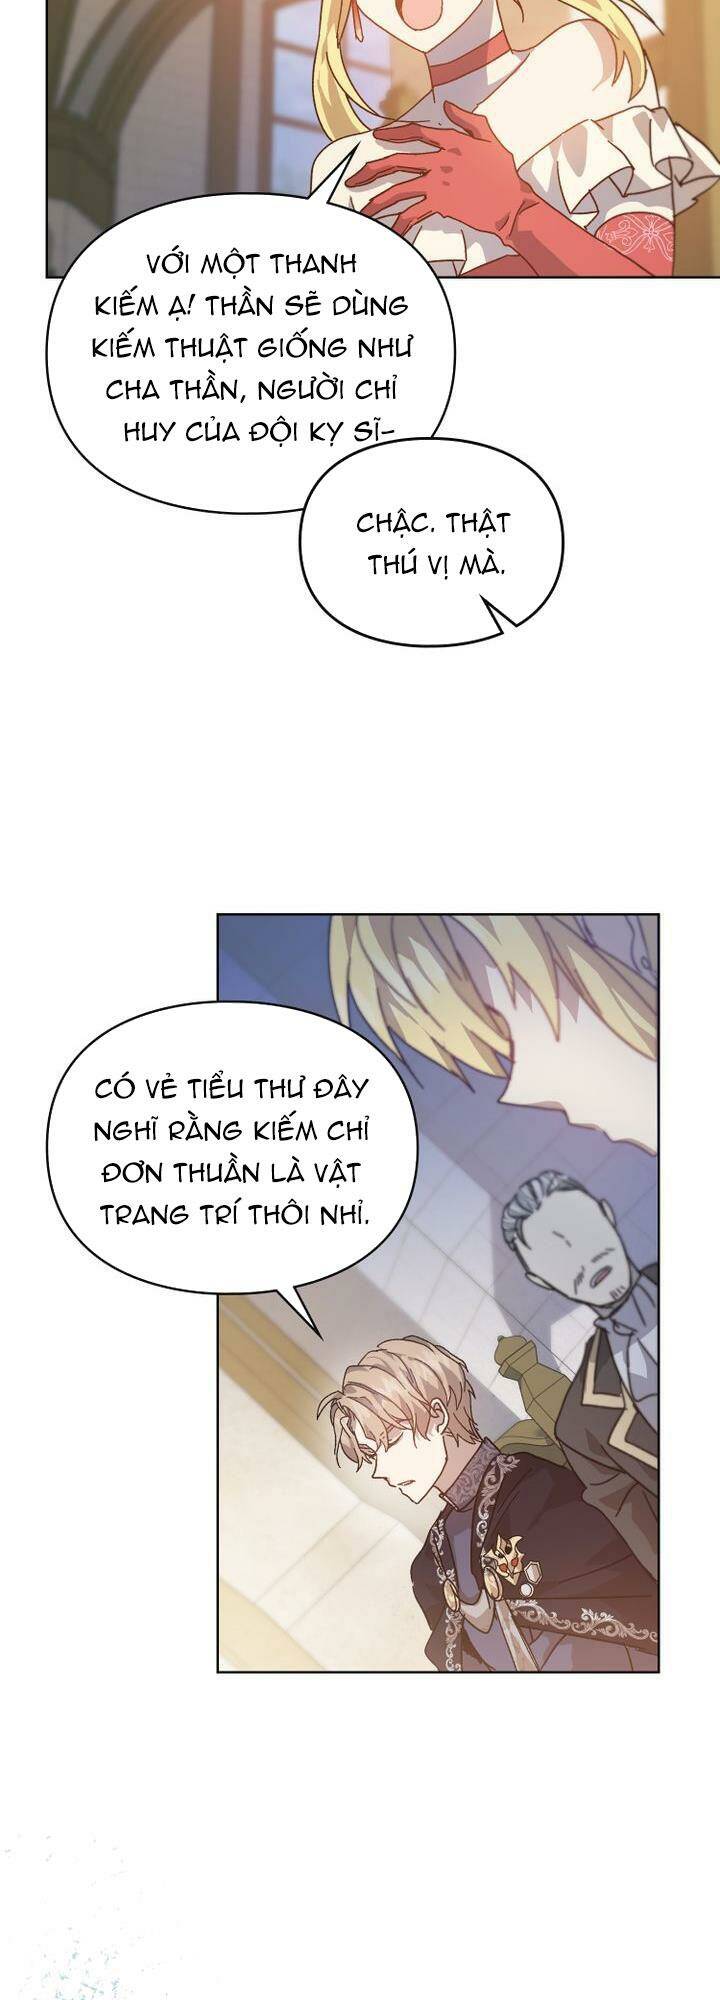 VỚI MỘT THANH
KIẾM Ạ! THẦN SẼ DÙNG
KIẾM THUẬT GIỐNG NHƯ
CHA THẦN, NGƯỜI CHỈ
HUY CỦA ĐỘI KỴ SĨ-
CHẬC. THẬT
THÚ VỊ MÀ.
CÓ VẺ TIỂU THƯ ĐÂY
NGHĨ RẰNG KIẾM CHỈ
ĐƠN THUẦN LÀ VẬT
TRANG TRÍ THÔI NHỈ.